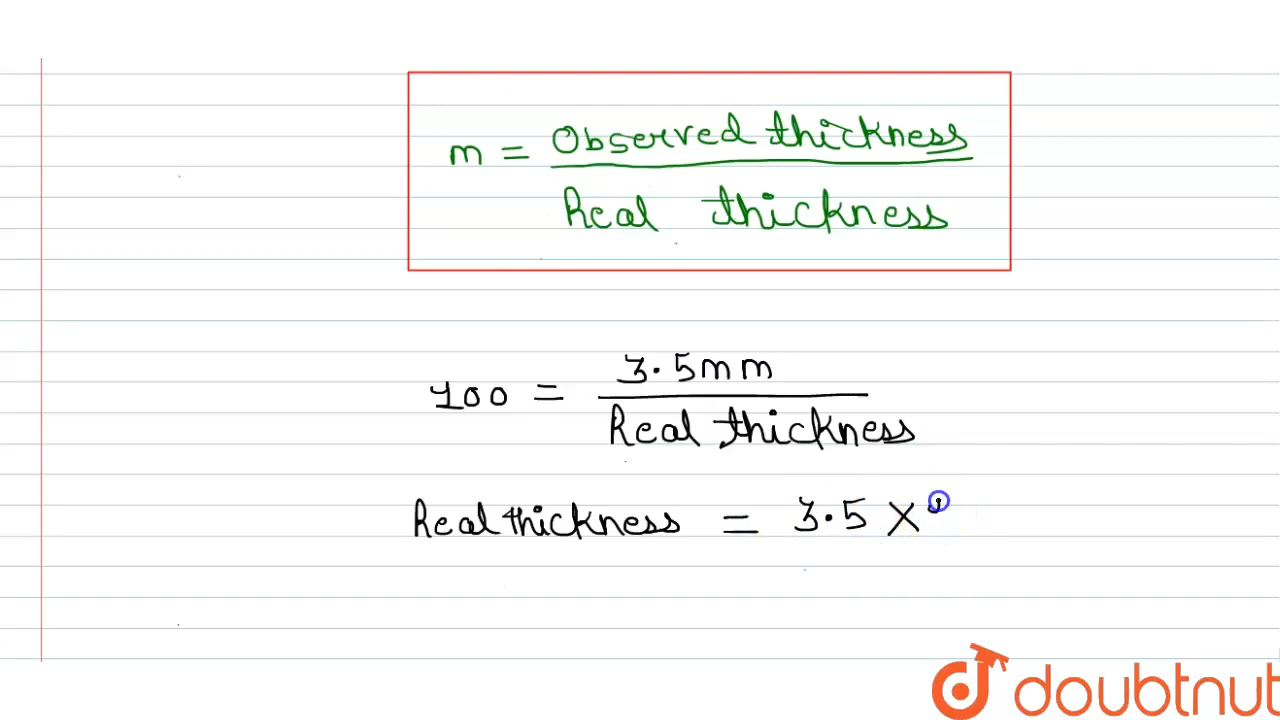 m = Observed thickness
Real thickness
100 = 3.5mm
Real thickness
Real thickness = 3.5 ×
doubtnut